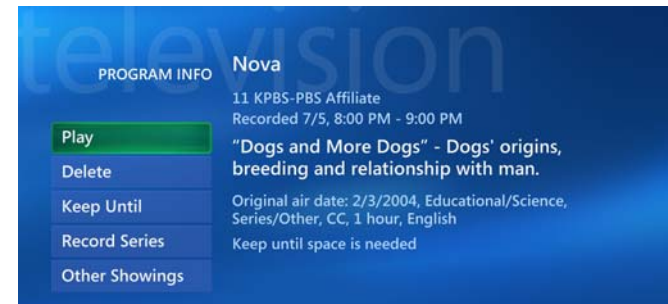 television
PROGRAM INFO
Play
Delete
Keep Until
Record Series
Other Showings
Nova
11 KPBS-PBS Affiliate
Recorded 7/5, 8:00 PM - 9:00 PM
"Dogs and More Dogs" - Dogs' origins,
breeding and relationship with man.
Original air date: 2/3/2004, Educational/Science,
Series/Other, CC, 1 hour, English
Keep until space is needed